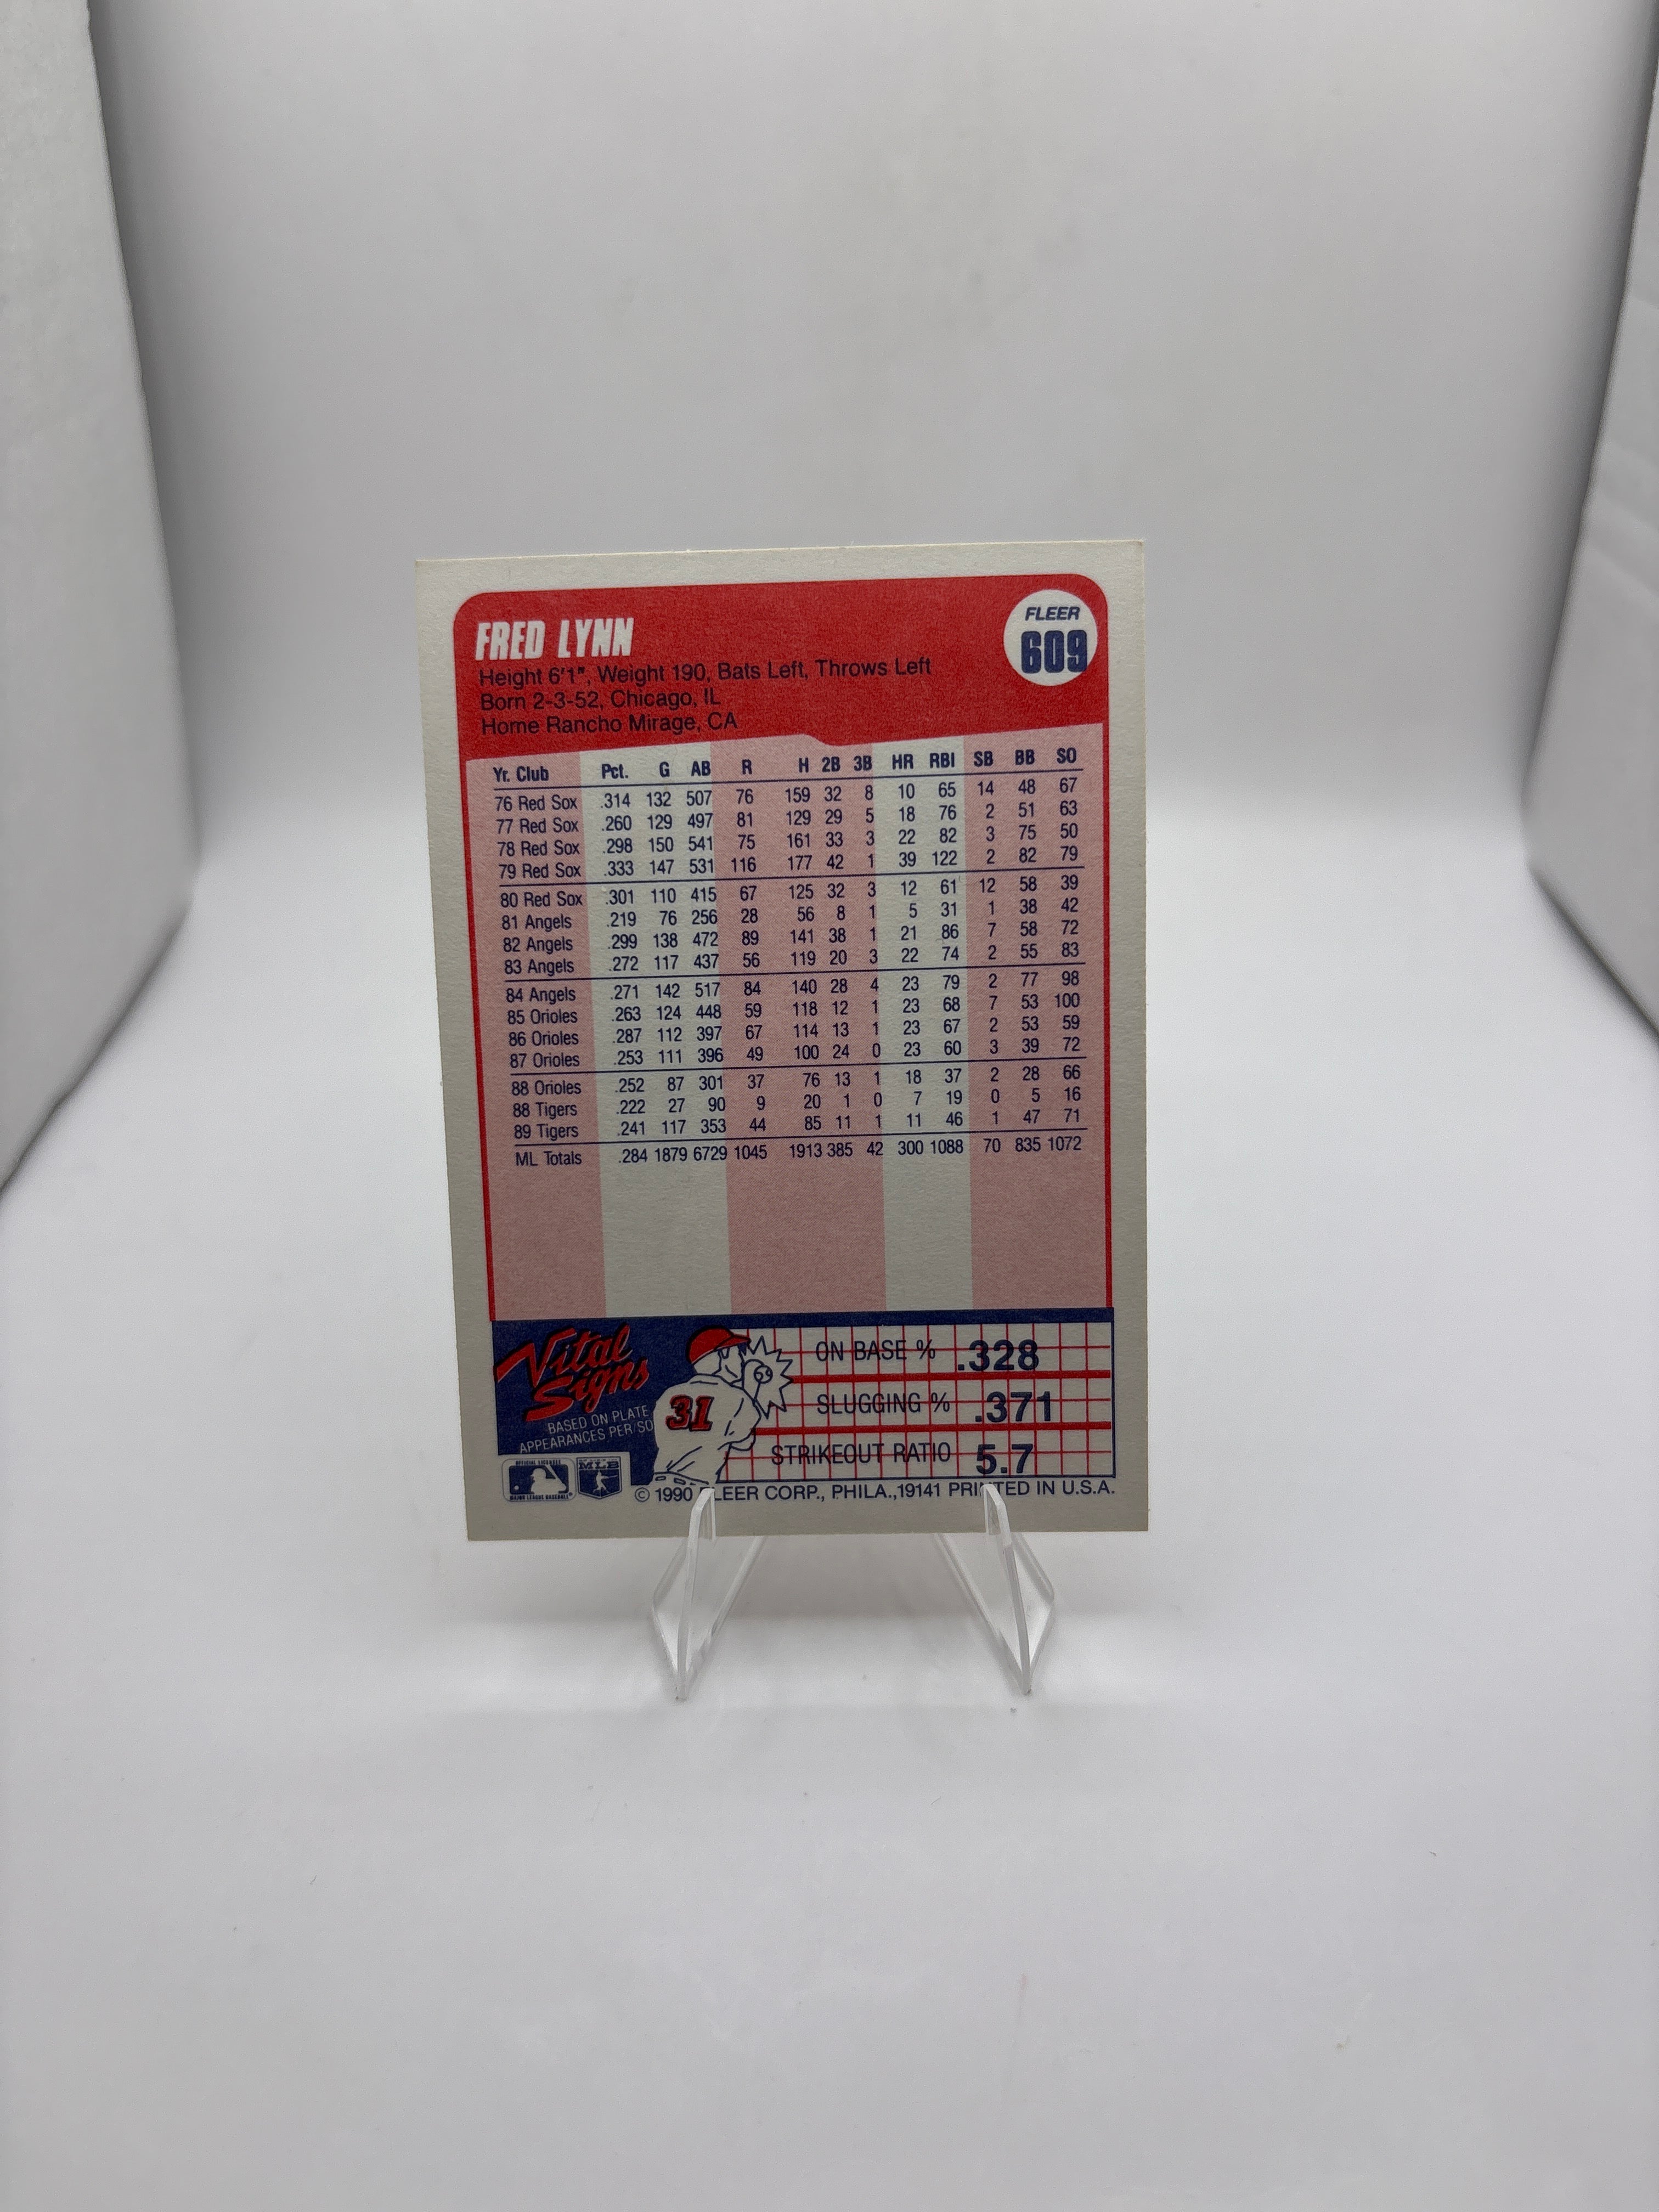 FRED LYNN
FLEER
609
Height 6'1", Weight 190, Bats Left, Throws Left
Born 2-3-52, Chicago, IL
Home Rancho Mirage, CA
Yr. Club Pct. G AB R H 2B 3B HR RBI SB BB SO
76 Red Sox .314 132 507 76 159 32 8 10 65 14 48 67
77 Red Sox .260 129 497 81 129 29 5 18 76 2 51 63
78 Red Sox .298 150 541 75 161 33 3 22 82 3 75 50
79 Red Sox .333 147 531 116 177 42 1 39 122 2 82 79
80 Red Sox .301 110 415 67 125 32 3 12 61 12 58 39
81 Angels .219 76 256 28 56 8 1 5 31 1 38 42
82 Angels .299 138 472 89 141 38 1 21 86 7 58 72
83 Angels .272 117 437 56 119 20 3 22 74 2 55 83
84 Angels .271 142 517 84 140 28 4 23 79 2 77 98
85 Orioles .263 124 448 59 118 12 1 23 68 7 53 100
86 Orioles .287 112 397 67 114 13 1 23 67 2 53 59
87 Orioles .253 111 396 49 100 24 0 23 60 3 39 72
88 Orioles .252 87 301 37 76 13 1 18 37 2 28 66
88 Tigers .222 27 90 9 20 1 0 7 19 0 5 16
89 Tigers .241 117 353 44 85 11 1 11 46 1 47 71
ML Totals .284 1879 6729 1045 1913 385 42 300 1088 70 835 1072
Vital
Signs
BASED ON PLATE
APPEARANCES PER/SO
31
ON BASE % .328
SLUGGING % .371
STRIKEOUT RATIO 5.7
OFFICIAL LICENSEE
MAJOR LEAGUE BASEBALL
MLB
© 1990 FLEER CORP., PHILA.,19141 PRINTED IN U.S.A.